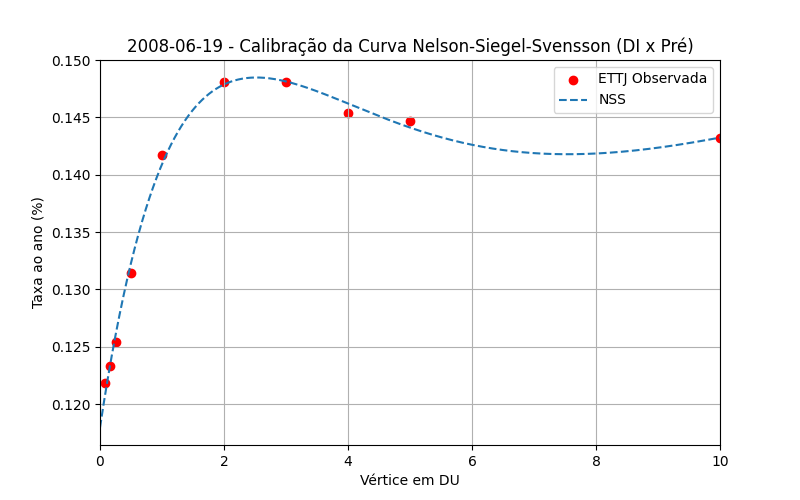 2008-06-19 - Calibração da Curva Nelson-Siegel-Svensson (DI x Pré)
ETTJ Observada
NSS
Taxa ao ano (%)
0.150
0.145
0.140
0.135
0.130
0.125
0.120
0 2 4 6 8 10
Vértice em DU